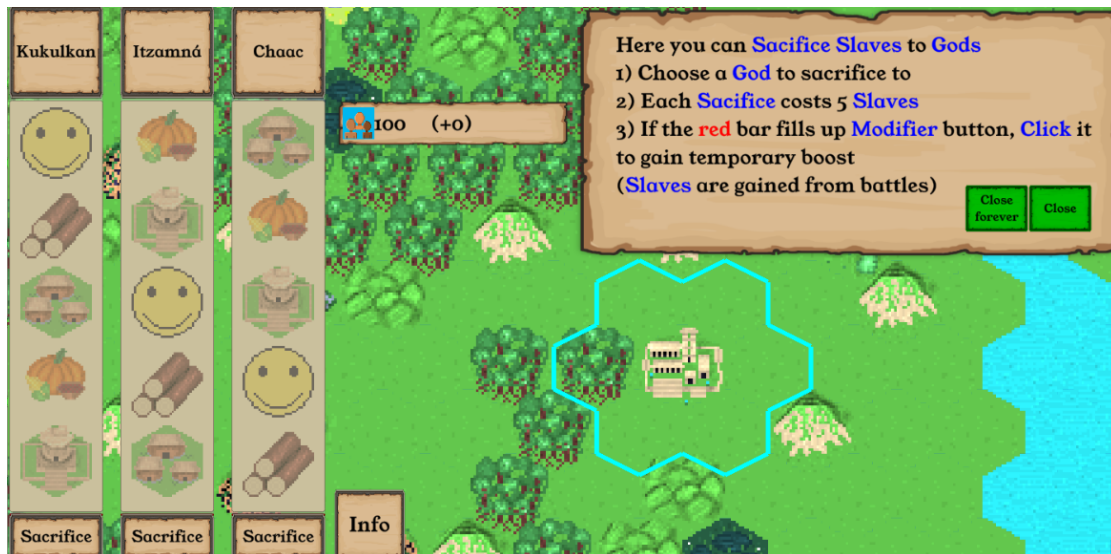 Kukulkan
Itzamná
Chaac
100 (+0)
Here you can Sacifice Slaves to Gods
1) Choose a God to sacrifice to
2) Each Sacifice costs 5 Slaves
3) If the red bar fills up Modifier button, Click it
to gain temporary boost
(Slaves are gained from battles)
Close
forever
Close
Sacrifice
Sacrifice
Sacrifice
Info